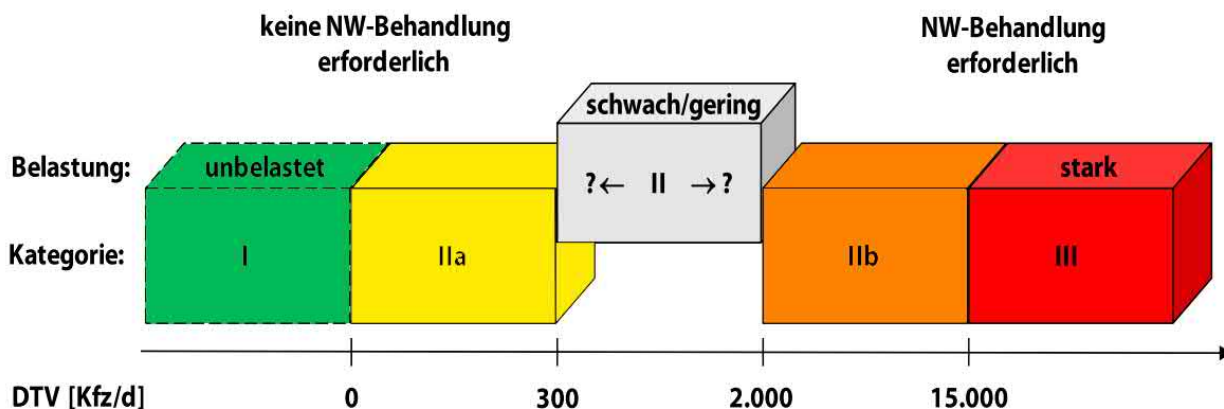 keine NW-Behandlung
erforderlich
NW-Behandlung
erforderlich
schwach/gering
Belastung:
unbelastet
?← II →?
stark
Kategorie:
I
IIa
IIb
III
DTV [Kfz/d]
0
300
2.000
15.000